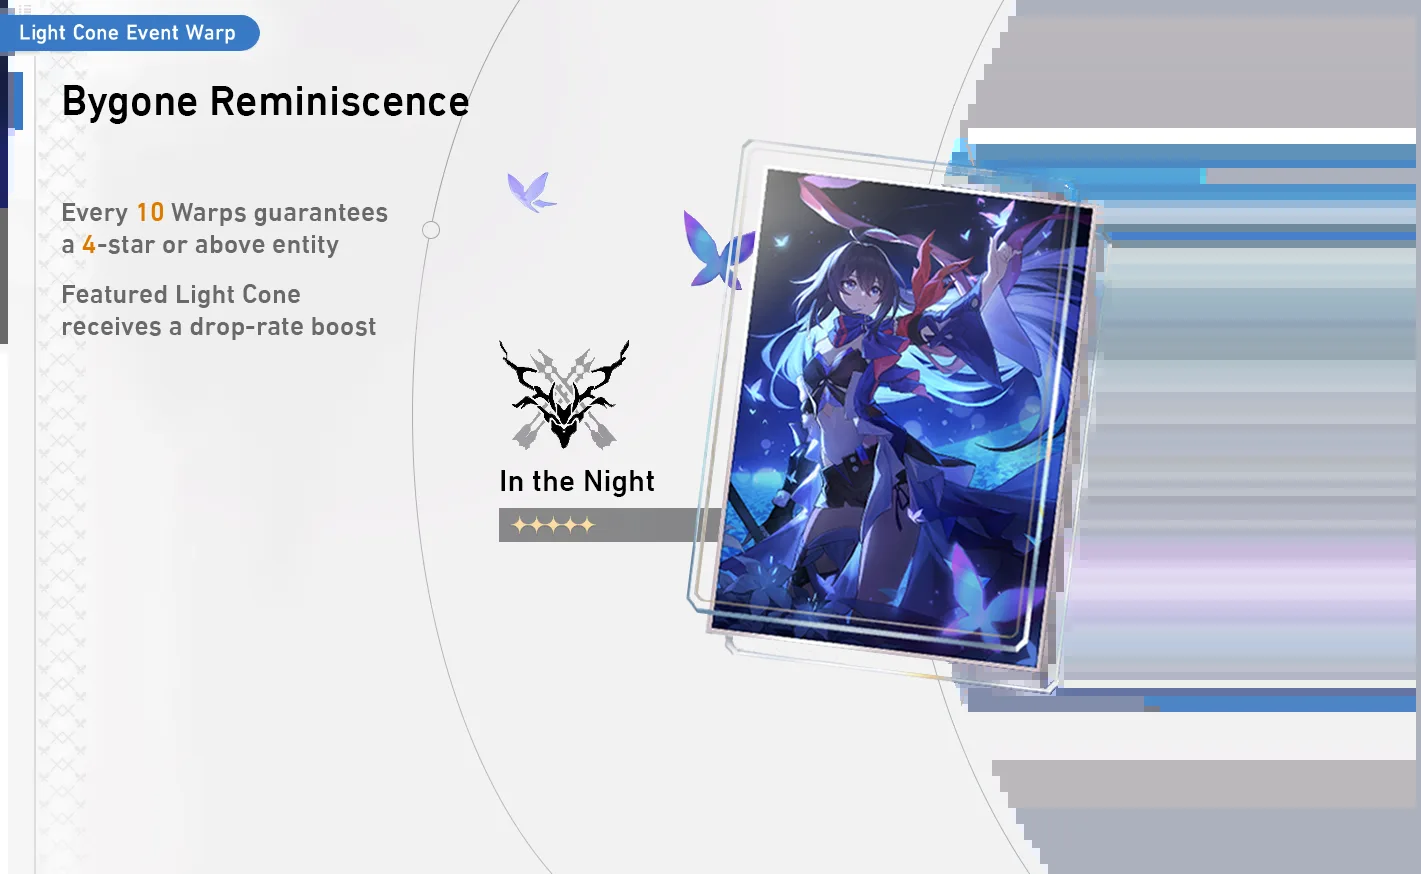 Light Cone Event Warp
Bygone Reminiscence
Every 10 Warps guarantees
a 4-star or above entity
Featured Light Cone
receives a drop-rate boost
In the Night